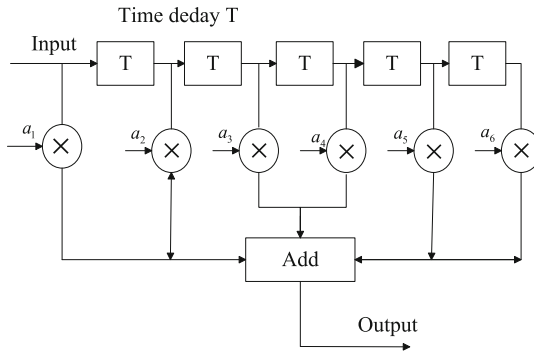 Time deday T
Input
T T T T T
a₁ a₂ a₃ a₄ a₅ a₆
× × × × × ×
Add
Output